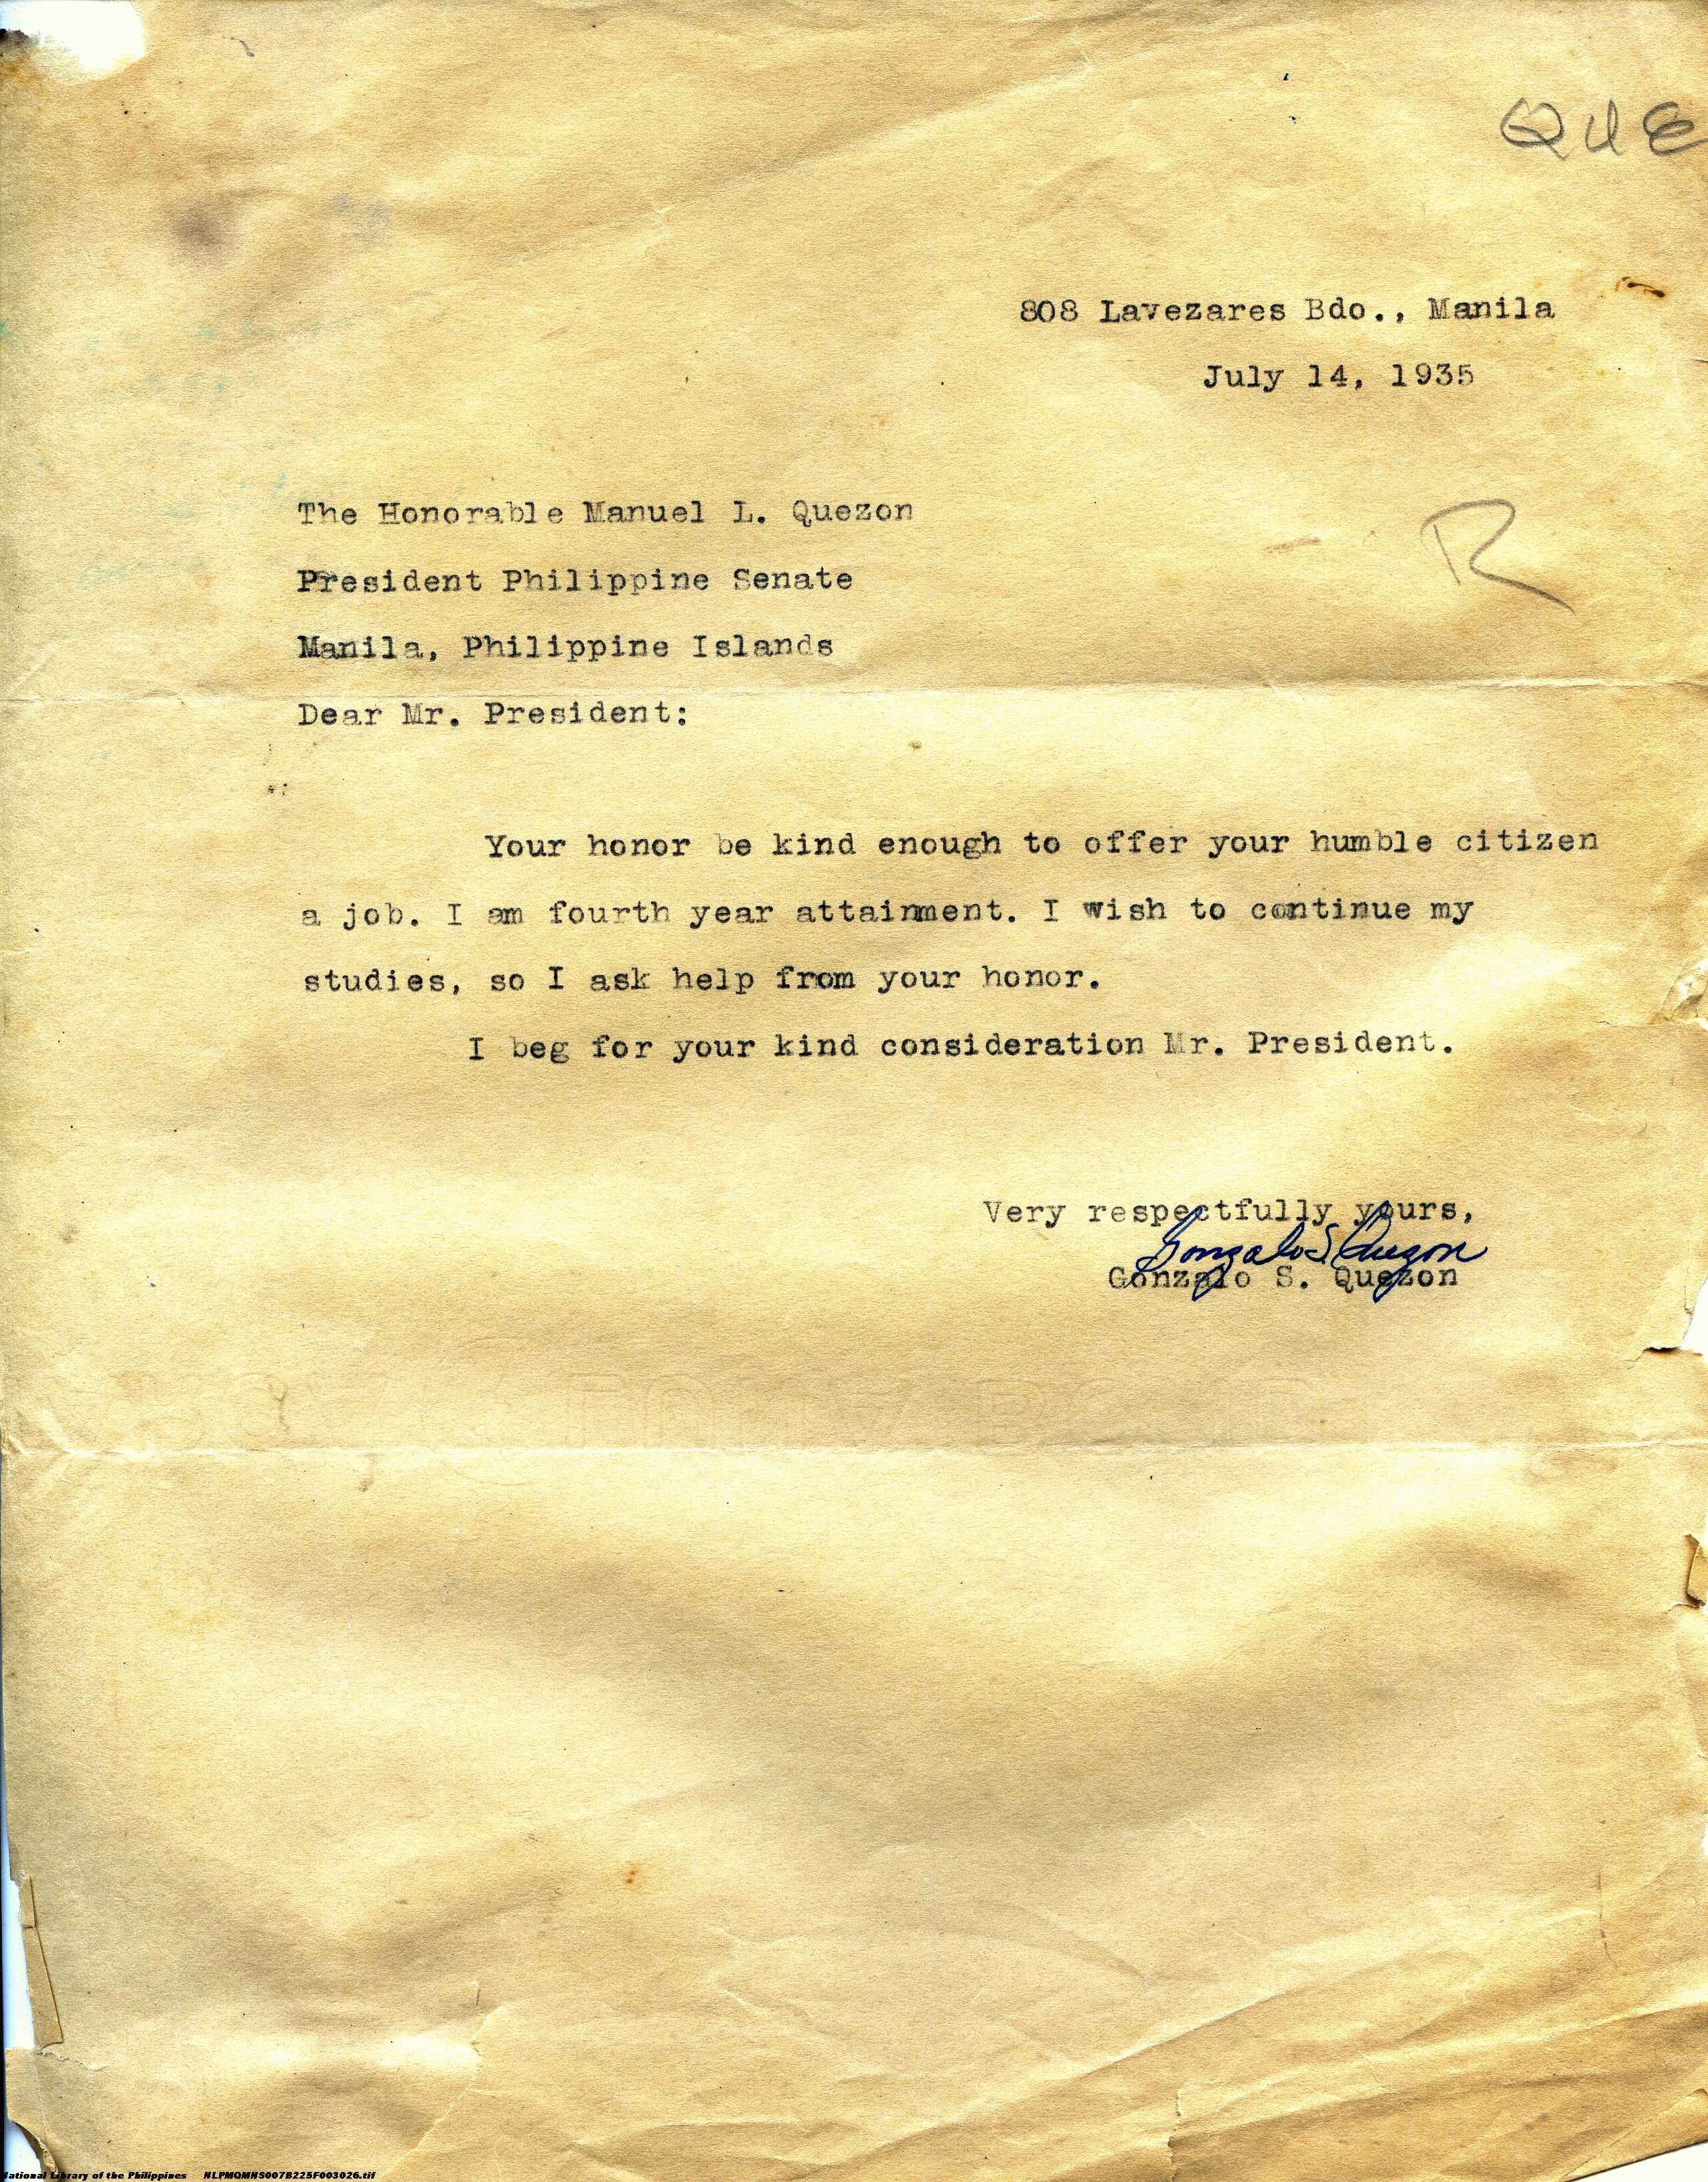 QUE
808 Lavezares Bdo., Manila
July 14, 1935
The Honorable Manuel L. Quezon
R
President Philippine Senate
Manila, Philippine Islands
Dear Mr. President:
Your honor be kind enough to offer your humble citizen
a job. I am fourth year attainment. I wish to continue my
studies, so I ask help from your honor.
I beg for your kind consideration Mr. President.
Very respectfully yours,
Gonzalo S. Quezon
Gonzalo S. Quezon
National Library of the Philippines NLPMQMNS007B225F003026.tif